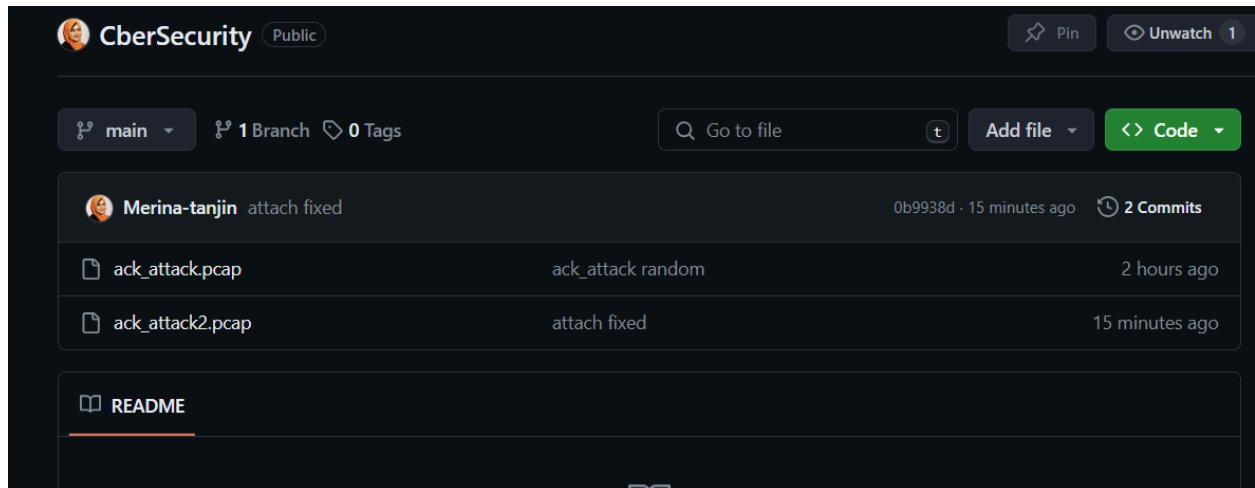 CberSecurity Public Pin Unwatch 1
main 1 Branch 0 Tags Go to file t Add file <> Code
Merina-tanjin attach fixed 0b9938d · 15 minutes ago 2 Commits
ack_attack.pcap ack_attack random 2 hours ago
ack_attack2.pcap attach fixed 15 minutes ago
README